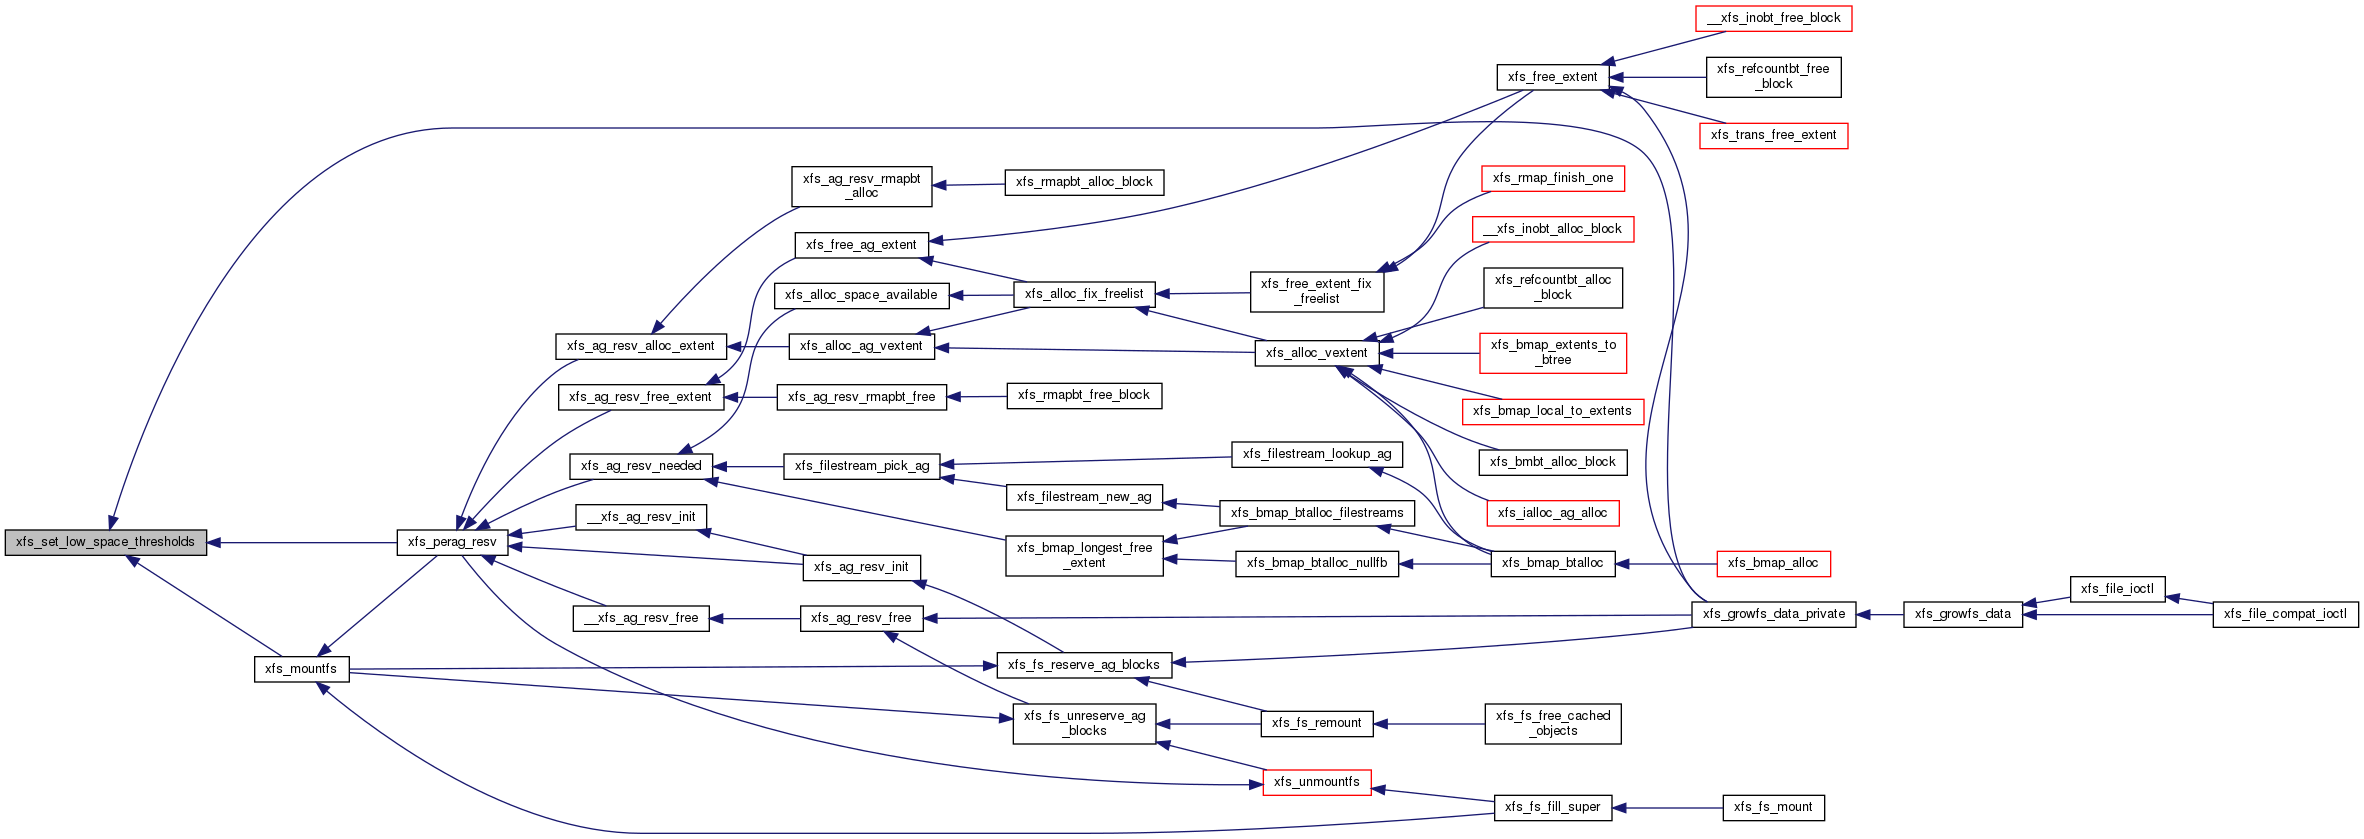 __xfs_inobt_free_block
xfs_free_extent
xfs_refcountbt_free
_block
xfs_trans_free_extent
xfs_ag_resv_rmapbt
_alloc
xfs_rmapbt_alloc_block
xfs_rmap_finish_one
__xfs_inobt_alloc_block
xfs_free_ag_extent
xfs_refcountbt_alloc
_block
xfs_free_extent_fix
_freelist
xfs_alloc_space_available
xfs_alloc_fix_freelist
xfs_ag_resv_alloc_extent
xfs_alloc_ag_vextent
xfs_alloc_vextent
xfs_bmap_extents_to
_btree
xfs_ag_resv_free_extent
xfs_ag_resv_rmapbt_free
xfs_rmapbt_free_block
xfs_bmap_local_to_extents
xfs_ag_resv_needed
xfs_filestream_pick_ag
xfs_filestream_lookup_ag
xfs_bmbt_alloc_block
xfs_filestream_new_ag
xfs_bmap_btalloc_filestreams
xfs_ialloc_ag_alloc
__xfs_ag_resv_init
xfs_set_low_space_thresholds
xfs_perag_resv
xfs_bmap_longest_free
_extent
xfs_ag_resv_init
xfs_bmap_btalloc_nullfb
xfs_bmap_btalloc
xfs_bmap_alloc
xfs_file_ioctl
__xfs_ag_resv_free
xfs_ag_resv_free
xfs_growfs_data_private
xfs_growfs_data
xfs_file_compat_ioctl
xfs_mountfs
xfs_fs_reserve_ag_blocks
xfs_fs_unreserve_ag
_blocks
xfs_fs_remount
xfs_fs_free_cached
_objects
xfs_unmountfs
xfs_fs_fill_super
xfs_fs_mount